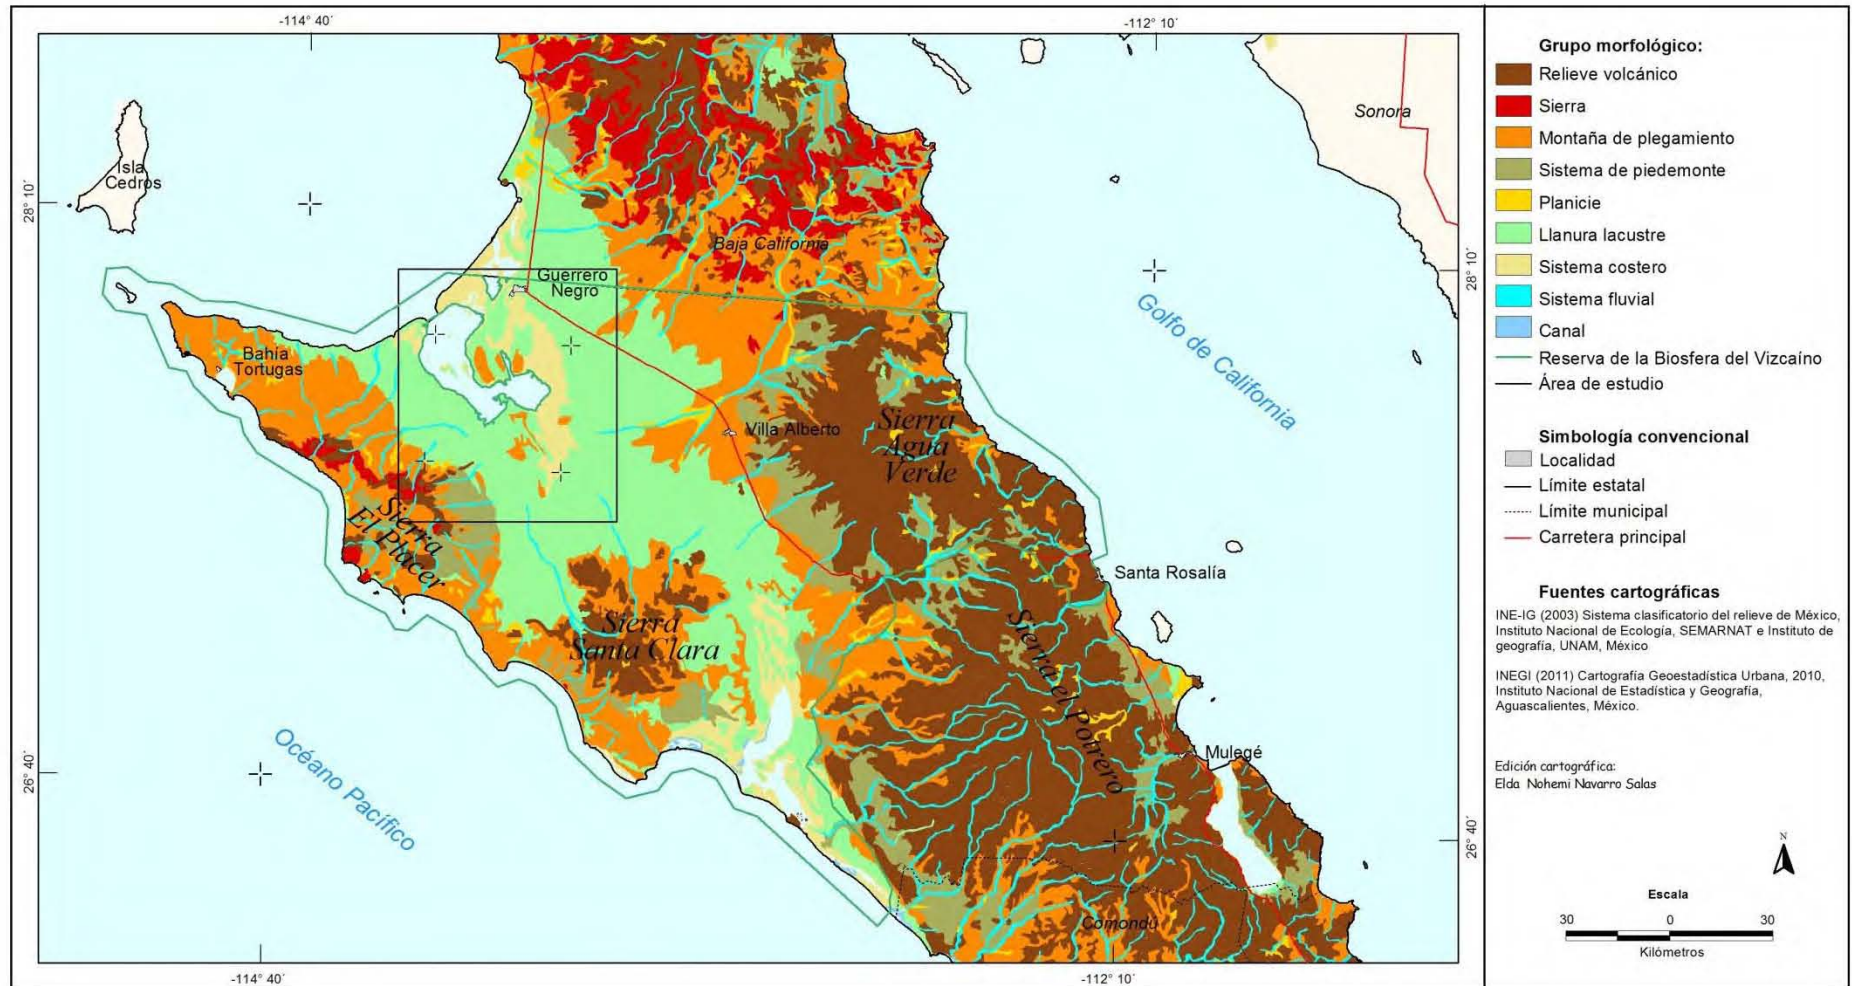 -114° 40´
-112° 10´
28° 10´
28° 10´
Isla
Cedros
Sonora
Baja California
Guerrero
Negro
Golfo de California
Bahía
Tortugas
Villa Alberto
Sierra
Agua
Verde
Sierra
El Placer
Santa Rosalía
Sierra
Santa Clara
Sierra el Potrero
Océano Pacífico
Mulegé
Comondú
26° 40´
26° 40´
-114° 40´
-112° 10´
Grupo morfológico:
Relieve volcánico
Sierra
Montaña de plegamiento
Sistema de piedemonte
Planicie
Llanura lacustre
Sistema costero
Sistema fluvial
Canal
Reserva de la Biosfera del Vizcaíno
Área de estudio
Simbología convencional
Localidad
Límite estatal
Límite municipal
Carretera principal
Fuentes cartográficas
INE-IG (2003) Sistema clasificatorio del relieve de México,
Instituto Nacional de Ecología, SEMARNAT e Instituto de
geografía, UNAM, México
INEGI (2011) Cartografía Geoestadística Urbana, 2010,
Instituto Nacional de Estadística y Geografía,
Aguascalientes, México.
Edición cartográfica:
Elda Nohemi Navarro Salas
N
Escala
30 0 30
Kilómetros